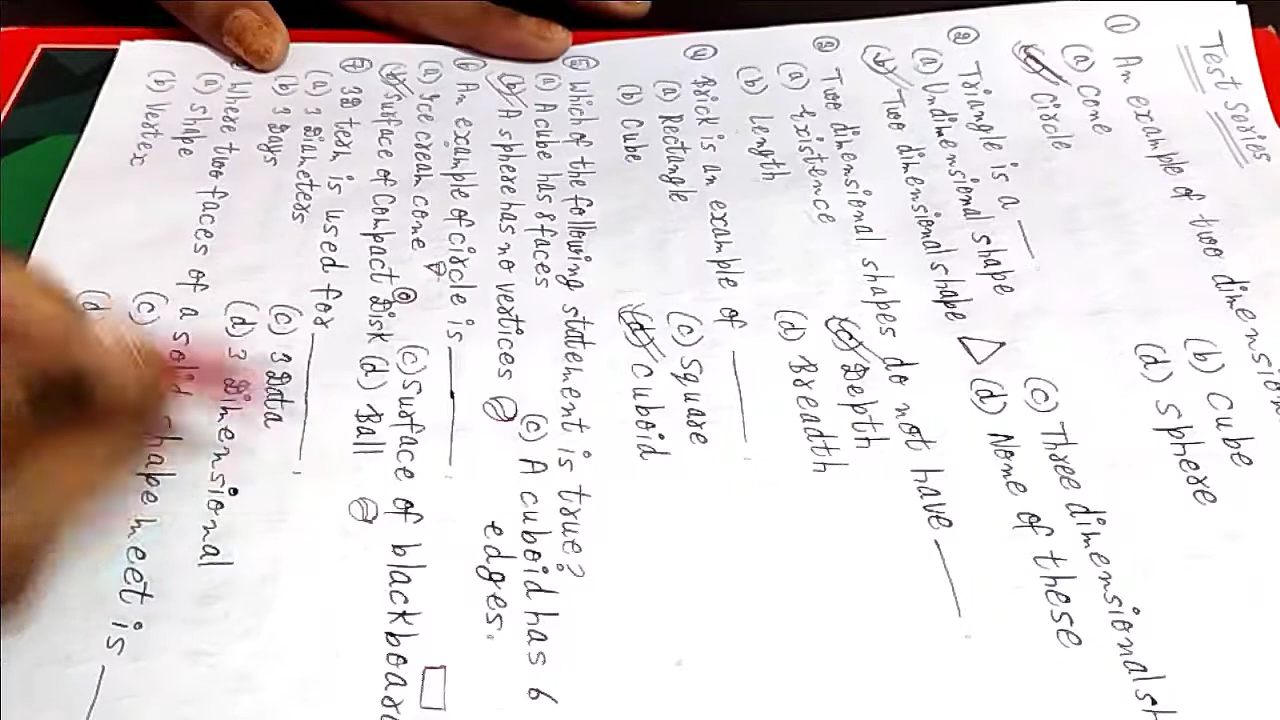 Test Series
① An example of two dimension
(a) Cone (b) Cube
(c) Circle (d) Sphere
② Triangle is a ___
(a) Undimensional shape (c) Three dimensional sh
(b) Two dimensional shape (d) None of these
③ Two dimensional shapes do not have ___.
(a) Existence (c) Depth
(b) Length (d) Breadth
④ Brick is an example of ___.
(a) Rectangle (c) Square
(b) Cube (d) Cuboid
⑤ Which of the following statement is true?
(a) A cube has 8 faces (c) A cuboid has 6
(b) A sphere has no vertices edges.
⑥ An example of circle is ___.
(a) Ice cream cone (c) Surface of blackboar
(b) Surface of Compact Disk (d) Ball
⑦ 3D term is used for ___.
(a) 3 Diameters (c) 3 Data
(b) 3 Days (d) 3 Dimensional
Where two faces of a solid shape meet is ___
(a) Shape (c)
(b) Vertex (d